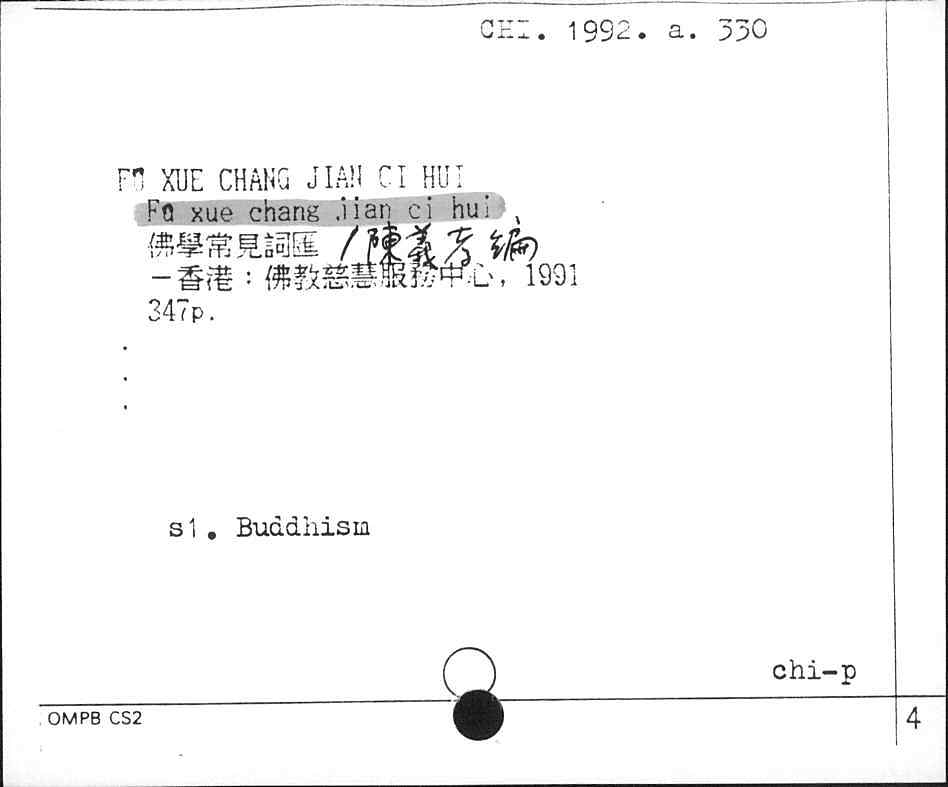 CHI. 1992. a. 330
FO XUE CHANG JIAN CI HUI
Fo xue chang jian ci hui
佛學常見詞匯 / 陳義孝編
－香港：佛教慈慧服務中心, 1991
347p.
.
.
.
s1. Buddhism
chi-p
OMPB CS2
4